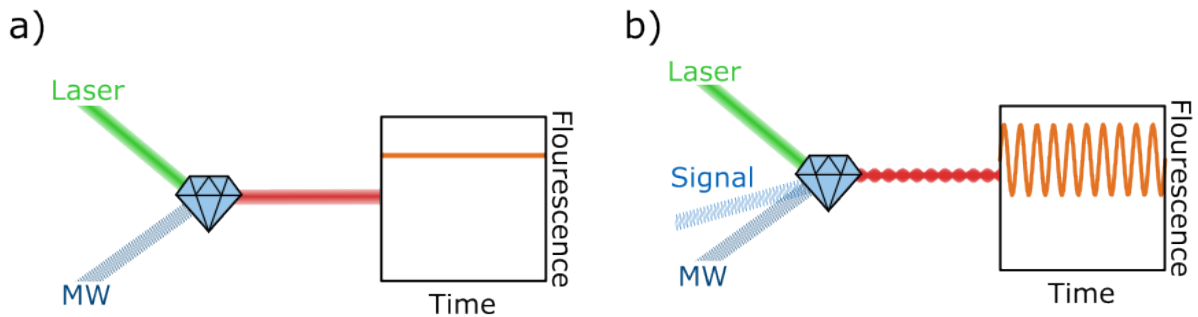 a)
Laser
MW
Flourescence
Time
b)
Laser
Signal
MW
Flourescence
Time